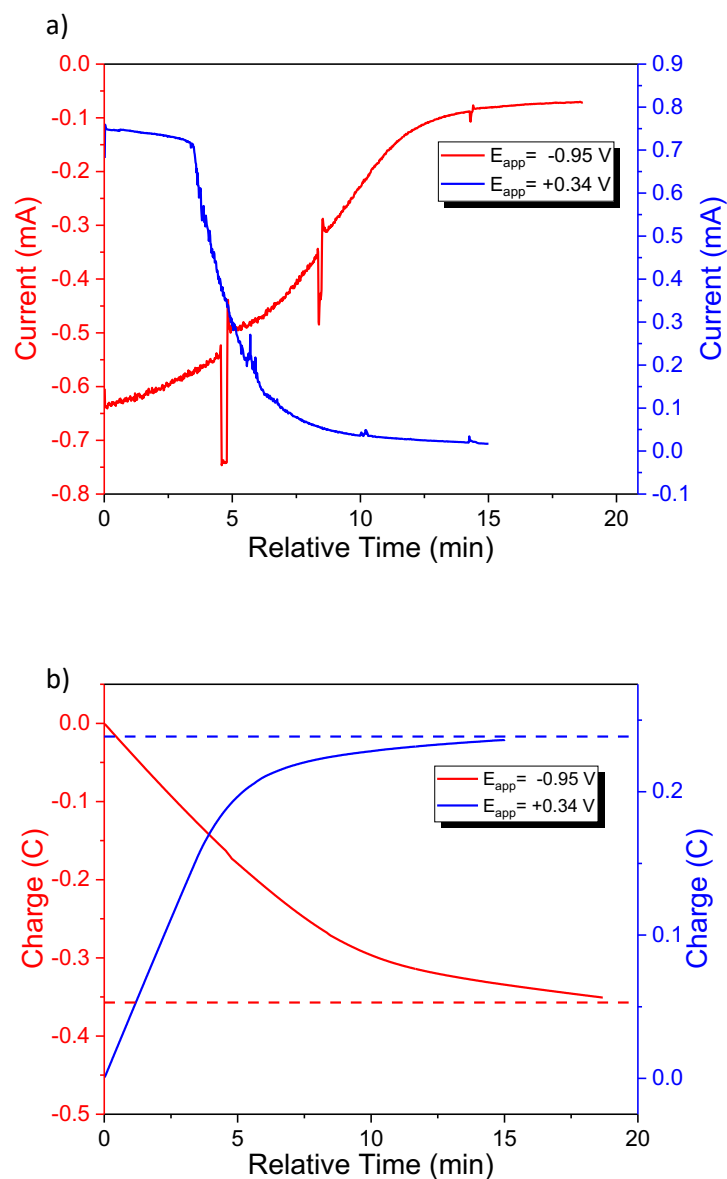 a)
0.0
-0.1
-0.2
-0.3
-0.4
-0.5
-0.6
-0.7
-0.8
Current (mA)
0.9
0.8
0.7
0.6
0.5
0.4
0.3
0.2
0.1
0.0
-0.1
Current (mA)
E_app= -0.95 V
E_app= +0.34 V
0 5 10 15 20
Relative Time (min)
b)
0.0
-0.1
-0.2
-0.3
-0.4
-0.5
Charge (C)
0.2
0.1
0.0
Charge (C)
E_app= -0.95 V
E_app= +0.34 V
0 5 10 15 20
Relative Time (min)